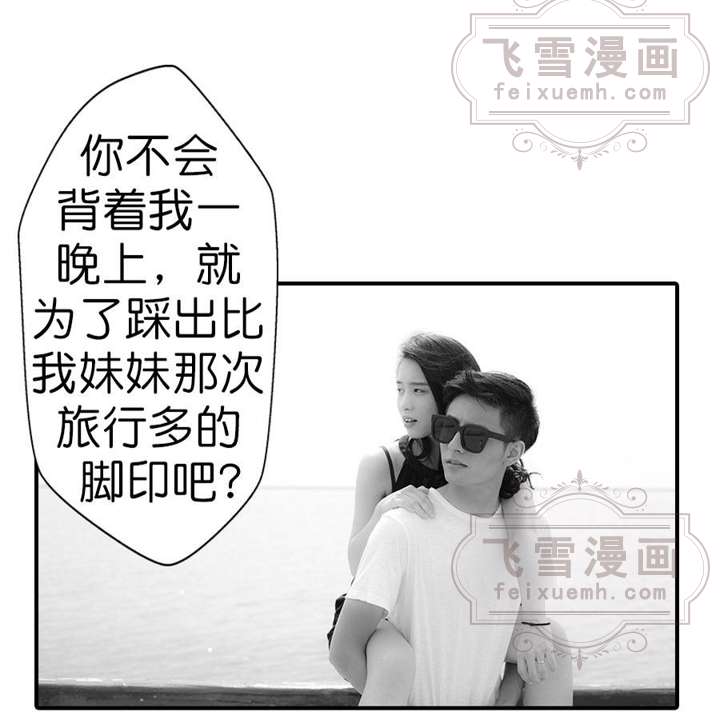 飞雪漫画
feixuemh.com
你不会
背着我一
晚上，就
为了踩出比
我妹妹那次
旅行多的
脚印吧？
飞雪漫画
feixuemh.com